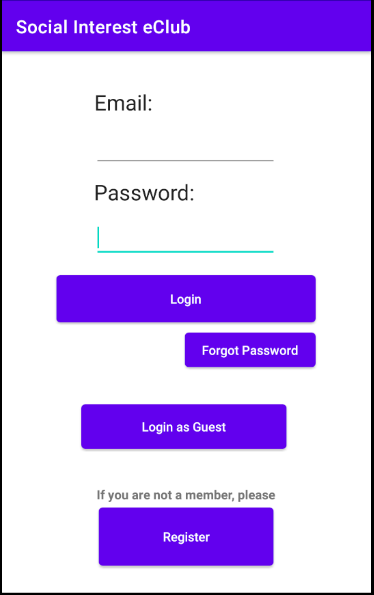 Social Interest eClub
Email:
Password:
Login
Forgot Password
Login as Guest
If you are not a member, please
Register